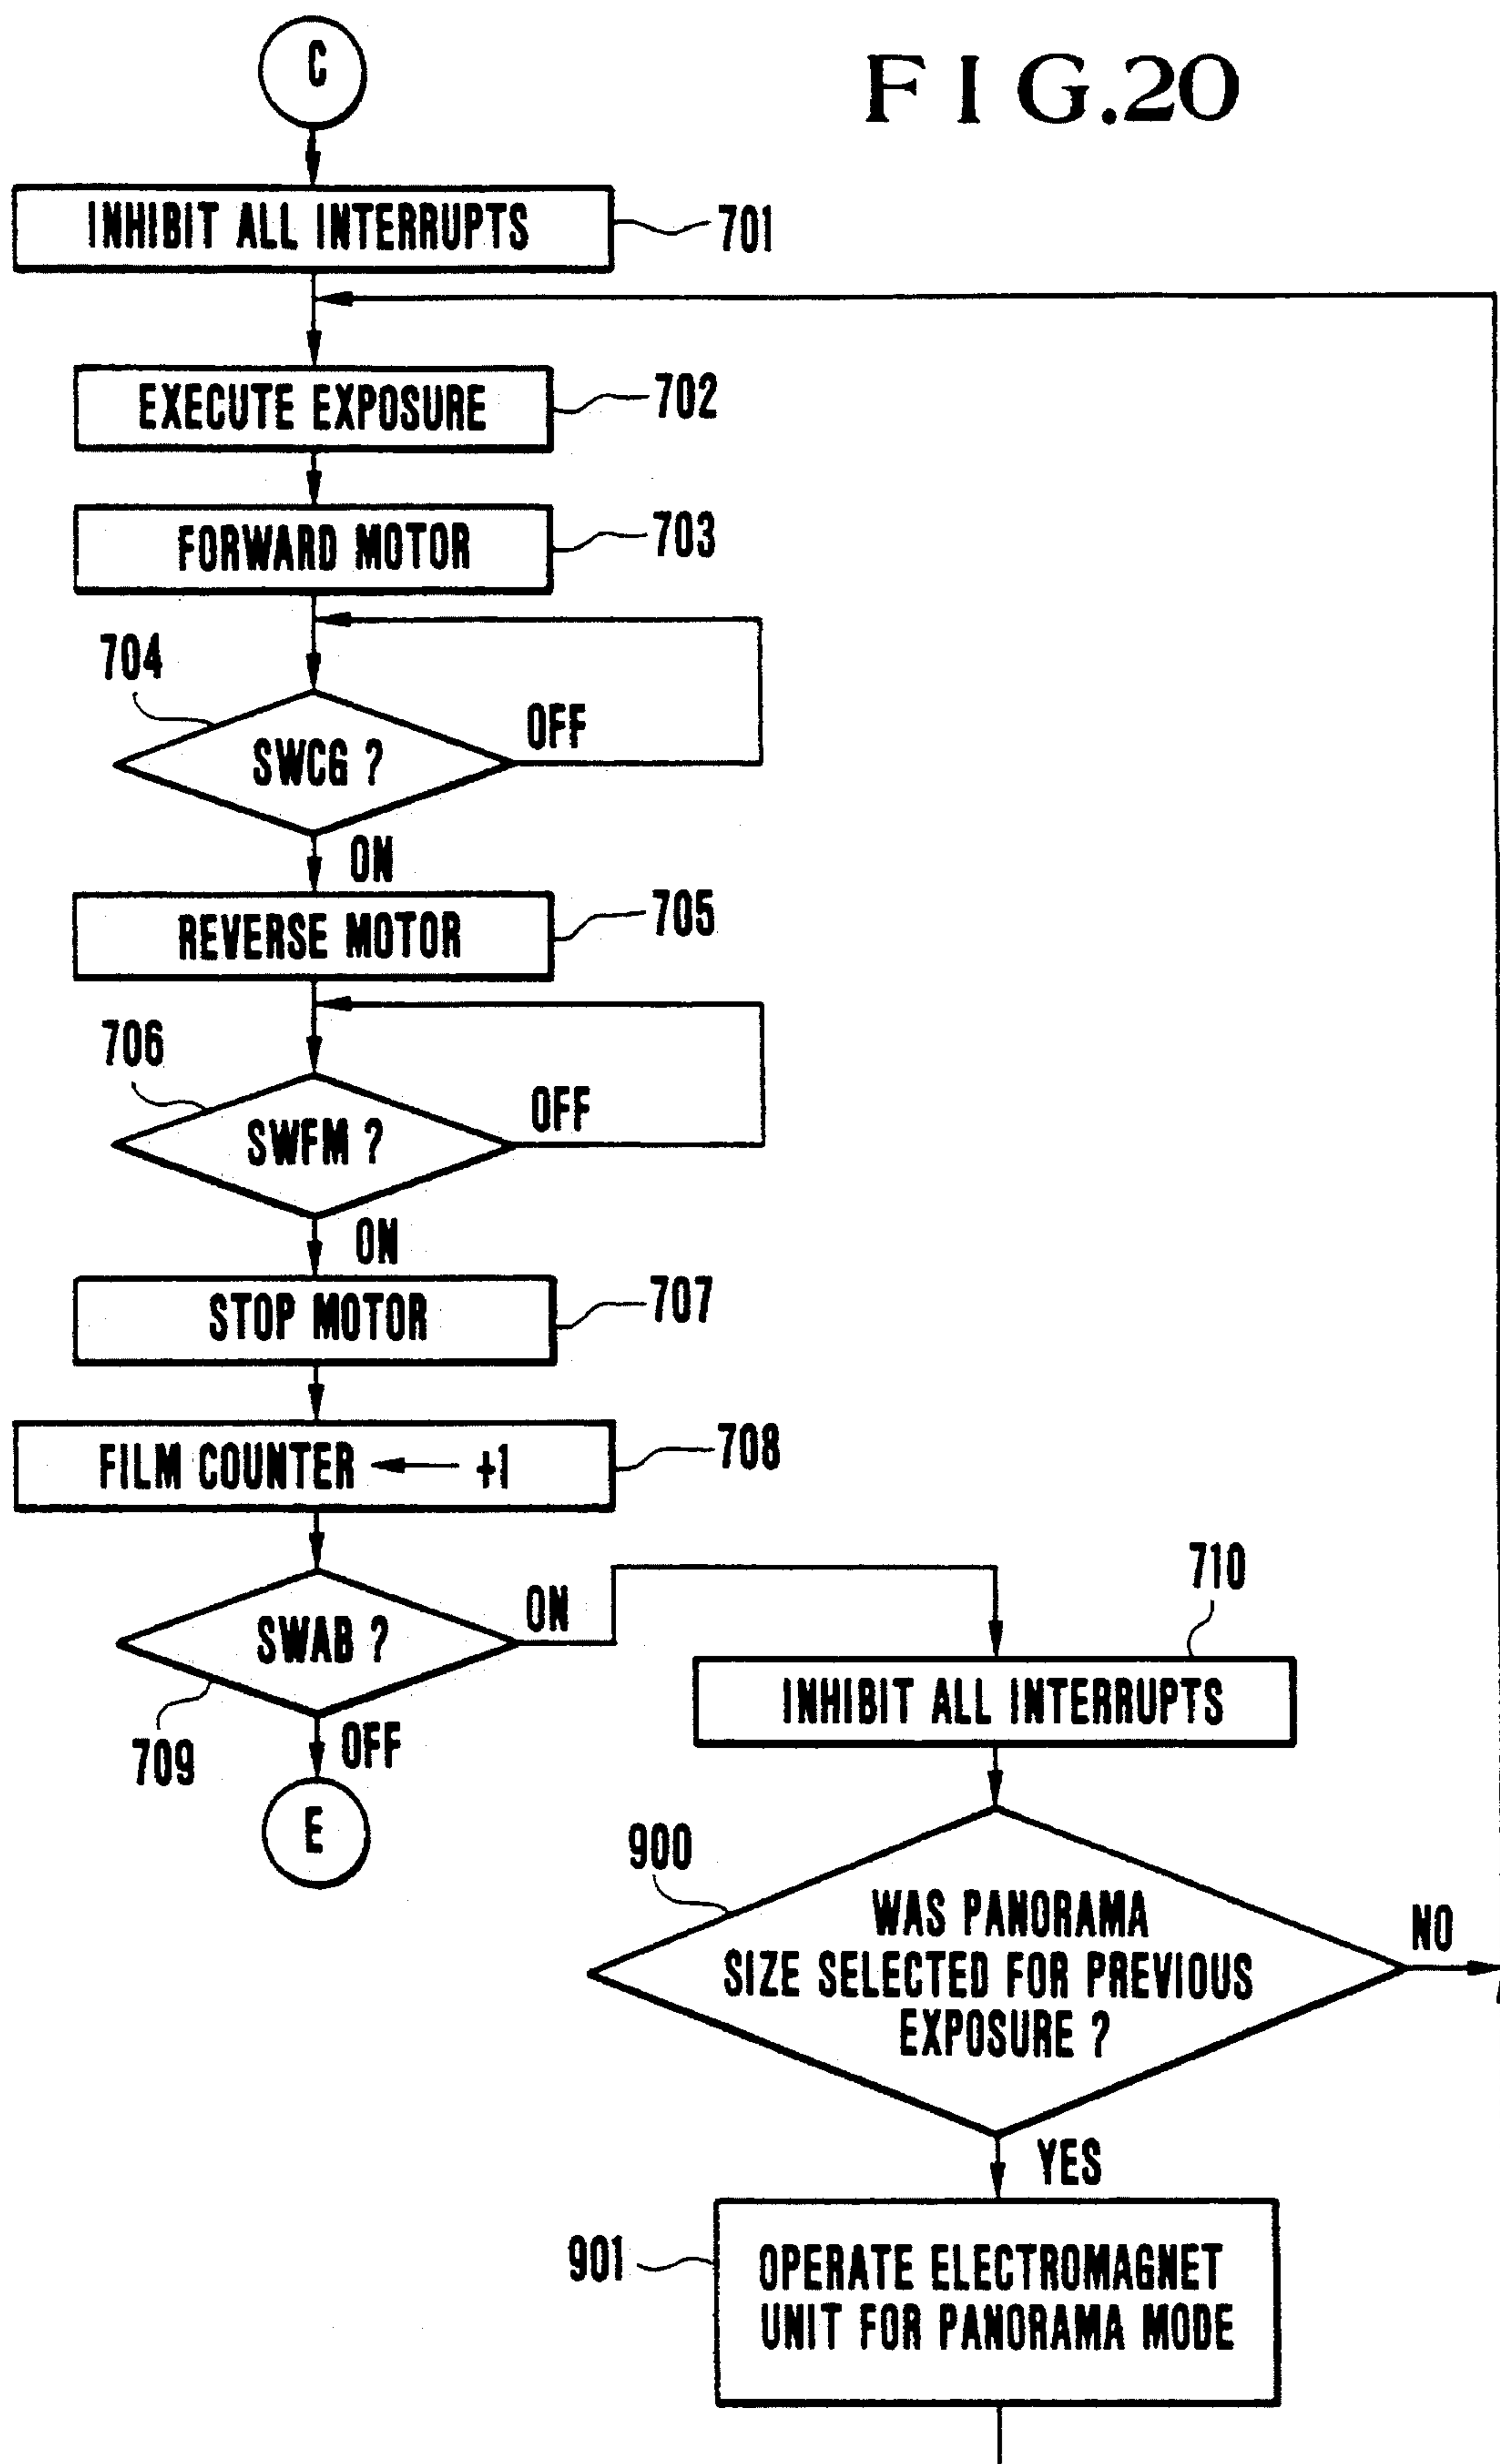 C
FIG.20
INHIBIT ALL INTERRUPTS
701
EXECUTE EXPOSURE
702
FORWARD MOTOR
703
704
SWCG ?
OFF
ON
REVERSE MOTOR
705
706
SWFM ?
OFF
ON
STOP MOTOR
707
FILM COUNTER ← +1
708
SWAB ?
ON
709
OFF
E
710
INHIBIT ALL INTERRUPTS
900
WAS PANORAMA
SIZE SELECTED FOR PREVIOUS
EXPOSURE ?
NO
YES
901
OPERATE ELECTROMAGNET
UNIT FOR PANORAMA MODE